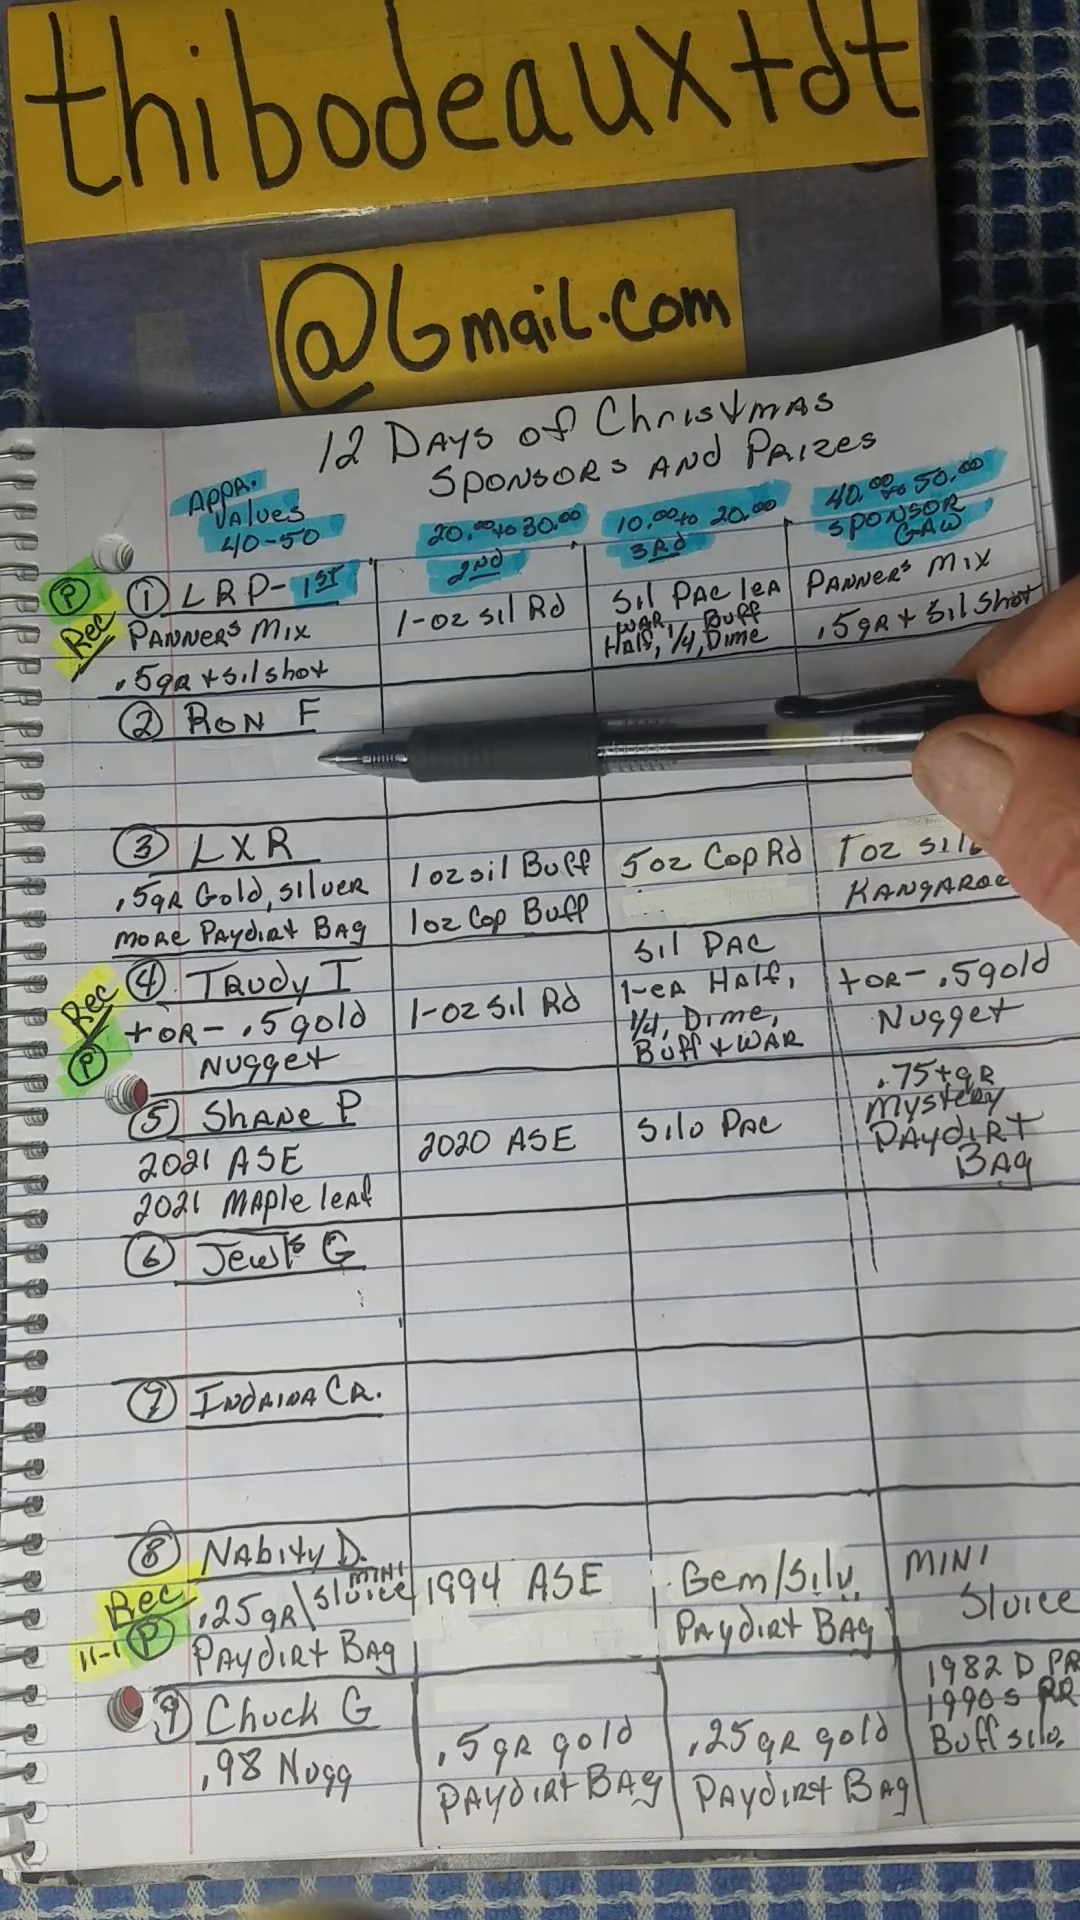 thibodeauxtdt
@Gmail.com
12 Days of Christmas
Sponsors and Prizes
Appr.
Values
40-50
20.00 to 30.00
2nd
10.00 to 20.00
3rd
40.00 to 50.00
Sponsor
GAW
P
Rec
1 LRP-1st
Panners Mix
.5gr + sil shot
1-oz sil Rd
Sil Pac 1ea
War, Buff
Half, 1/4, Dime
Panners Mix
.5gr + Sil Shot
2 Ron F
3 LXR
.5gr Gold, silver
more Paydirt Bag
1oz sil Buff
1oz Cop Buff
5oz Cop Rd
1oz
Rec
P
4 Trudy I
+ or - .5gold
Nugget
1-oz Sil Rd
Sil Pac
1-ea Half,
1/4, Dime,
Buff + War
+ or - .5gold
Nugget
5 Shane P
2021 ASE
2021 Maple leaf
2020 ASE
Silo Pac
.75+gr
Mystery
Paydirt
Bag
6
G
7 Indaina Cr.
8 Nabity D.
Rec
11-1 P
.25gr\ mini Sluice
Paydirt Bag
1994 ASE
Gem/Silv.
Paydirt Bag
Mini
Sluice
9 Chuck G
.98 Nugg
.5gr gold
Paydirt Bag
.25gr gold
Paydirt Bag
1982 D
1990 s
Buff silo.